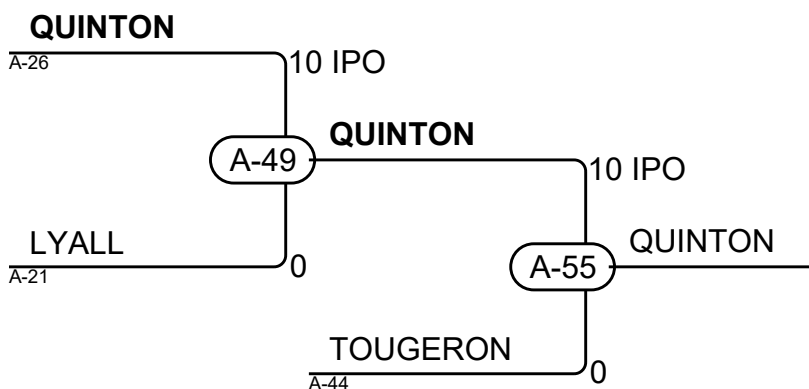 QUINTON
A-26
10 IPO
A-49
QUINTON
10 IPO
LYALL
A-21
0
A-55
QUINTON
TOUGERON
A-44
0